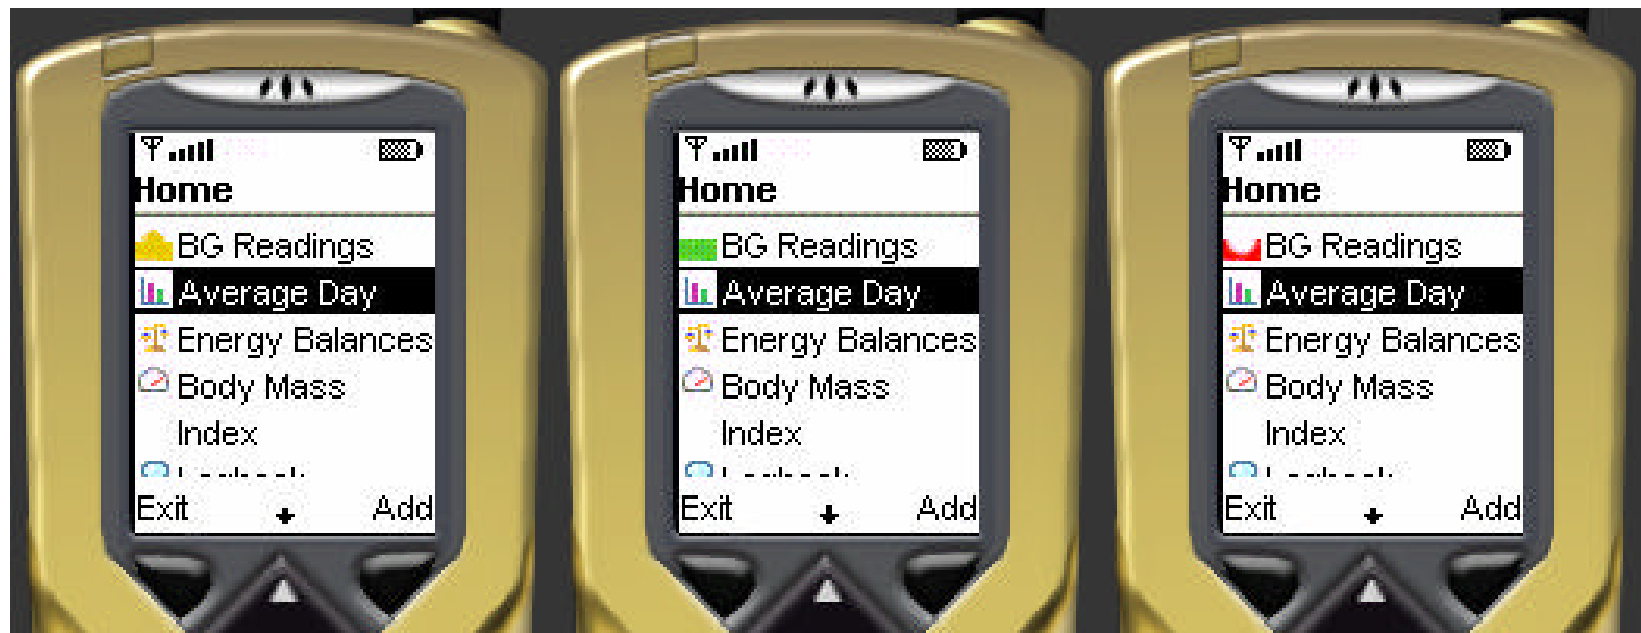 Home
BG Readings
Average Day
Energy Balances
Body Mass
Index
Exit Add
Home
BG Readings
Average Day
Energy Balances
Body Mass
Index
Exit Add
Home
BG Readings
Average Day
Energy Balances
Body Mass
Index
Exit Add